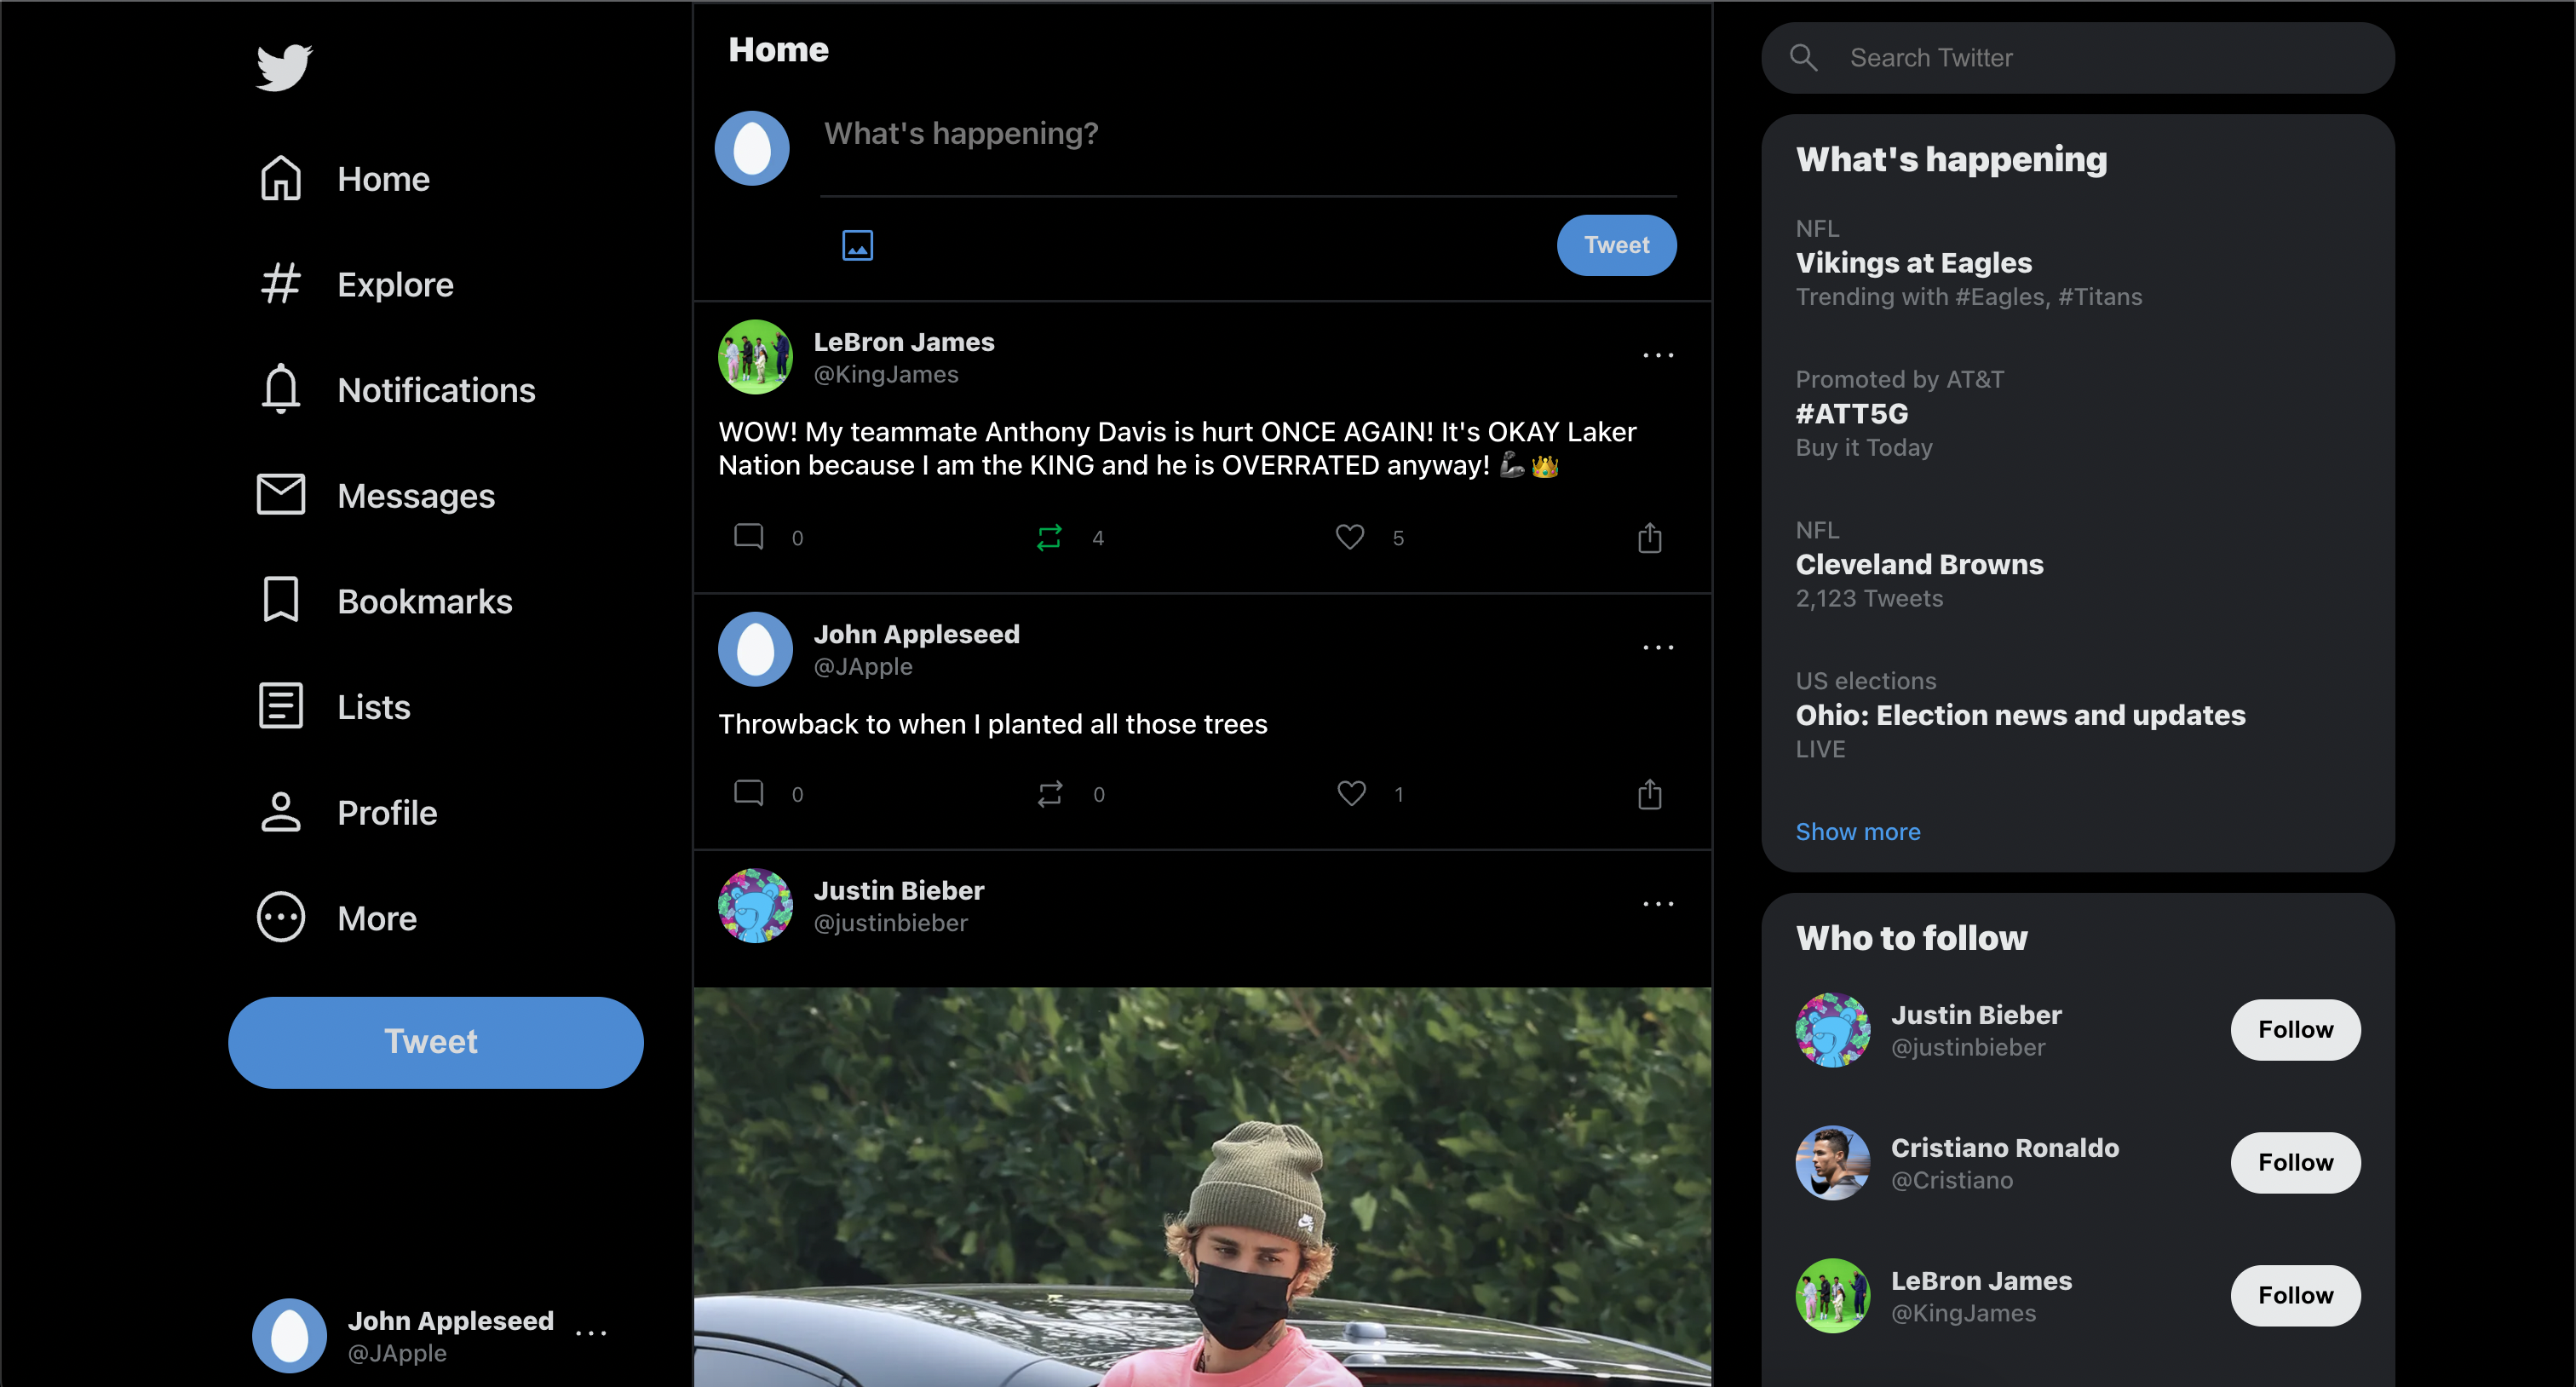 Home
Explore
Notifications
Messages
Bookmarks
Lists
Profile
More
Tweet
John Appleseed
@JApple
Home
What's happening?
Tweet
LeBron James
@KingJames
WOW! My teammate Anthony Davis is hurt ONCE AGAIN! It's OKAY Laker
Nation because I am the KING and he is OVERRATED anyway! 🦾👑
0 4 5
John Appleseed
@JApple
Throwback to when I planted all those trees
0 0 1
Justin Bieber
@justinbieber
Search Twitter
What's happening
NFL
Vikings at Eagles
Trending with #Eagles, #Titans
Promoted by AT&T
#ATT5G
Buy it Today
NFL
Cleveland Browns
2,123 Tweets
US elections
Ohio: Election news and updates
LIVE
Show more
Who to follow
Justin Bieber
@justinbieber
Follow
Cristiano Ronaldo
@Cristiano
Follow
LeBron James
@KingJames
Follow